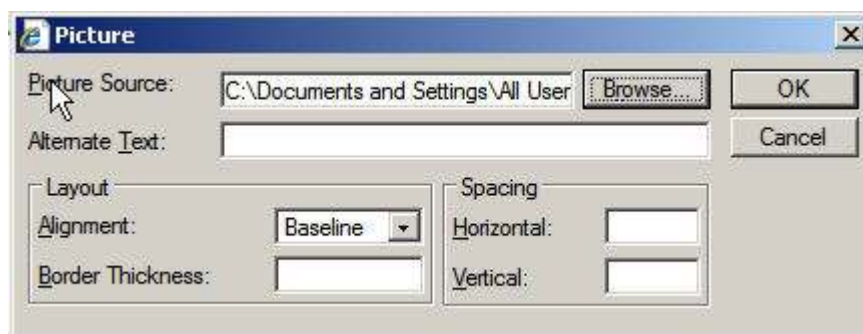 Picture
Picture Source: C:\Documents and Settings\All User Browse... OK
Alternate Text: Cancel
Layout Spacing
Alignment: Baseline Horizontal:
Border Thickness: Vertical: